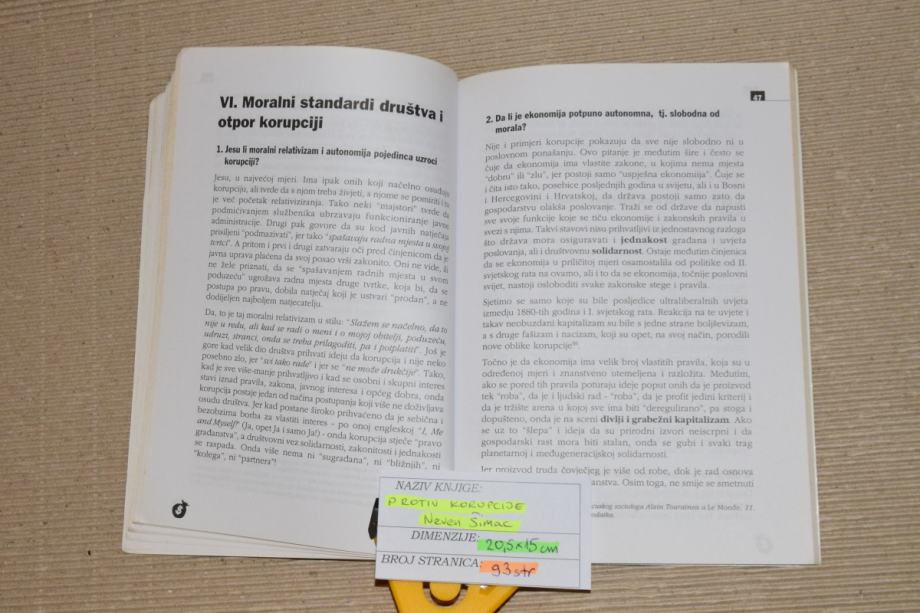 VI. Moralni standardi društva i
otpor korupciji
1. Jesu li moralni relativizam i autonomija pojedinca uzroci
korupciji?
Jesu, u najvećoj mjeri. Ima ipak onih koji načelno osuđuju
korupciju, ali tvrde da s njom treba živjeti, s njome se pomiriti i to
je već početak relativiziranja. Tako neki "majstori" tvrde da
podmićivanjem službenika ubrzavaju funkcioniranje javne
administracije. Drugi pak govore da su kod javnih natječaja
prisiljeni "podmazivati", jer tako "spašavaju radna mjesta u svojoj
tvrtci". A pritom i prvi i drugi zatvaraju oči pred činjenicom da je
javna uprava plaćena da svoj posao vrši zakonito. Oni ne vide, ili
ne žele priznati, da se "spašavanjem radnih mjesta u svom
poduzeću" ugrožava radna mjesta druge tvrtke, koja bi, da se
postupa po pravu, dobila natječaj koji je ustvari "prodan", a ne
dodijeljen najboljem natjecatelju.
Da, to je taj moralni relativizam u stilu: "Slažem se načelno, da to
nije u redu, ali kad se radi o meni i o mojoj obitelji, poduzeću,
udruzi, stranci, onda se treba prilagoditi, pa i potplatiti". Još je
gore kad velik dio društva prihvati ideju da korupcija i nije neko
posebno zlo, jer "svi tako rade" i jer se "ne može drukčije". Tako,
kad je sve više-manje prihvatljivo i kad se osobni i skupni interes
stavi iznad pravila, zakona, javnog interesa i općeg dobra, onda
korupcija postaje jedan od načina postupanja koji više ne doživljava
osudu društva. Jer kad postane široko prihvaćeno da je sebična i
bezobzirna borba za vlastiti interes - po onoj engleskoj "I, Me
and Myself" (Ja, opet Ja i samo Ja!) - onda korupcija stječe "pravo
građanstva", a društvenoj vez solidarnosti, zakonitosti i jednakosti
se raspada. Onda više nema ni "sugrađana", ni "bližnjih", ni
"kolega", ni "partnera"!
47
2. Da li je ekonomija potpuno autonomna, tj. slobodna od
morala?
Nije i primjeri korupcije pokazuju da sve nije slobodno ni u
poslovnom ponašanju. Ovo pitanje je međutim šire i često se
čuje da ekonomija ima vlastite zakone, u kojima nema mjesta
"dobru" ili "zlu", jer postoji samo "uspješna ekonomija". Čuje se
i čita isto tako, posebice posljednjih godina u svijetu, ali i u Bosni
i Hercegovini i Hrvatskoj, da država postoji samo zato da
gospodarstvu olakša poslovanje. Traži se od države da napusti
sve svoje funkcije koje se tiču ekonomije i zakonskih pravila u
svezi s njima. Takvi stavovi nisu prihvatljivi iz jednostavnog razloga
što država mora osiguravati i jednakost građana i uvjeta
poslovanja, ali i društvenu solidarnost. Ostaje međutim činjenica
da se ekonomija u priličitoj mjeri osamostalila od politike od II.
svjetskog rata na ovamo, ali i to da se ekonomija, točnije poslovni
svijet, nastoji osloboditi svake zakonske stege i pravila.
Sjetimo se samo koje su bile posljedice ultraliberalnih uvjeta
između 1880-tih godina i I. svjetskog rata. Reakcija na te uvjete i
takav neobuzdani kapitalizam su bile s jedne strane boljševizam,
a s druge fašizam i nacizam, koji su opet, na svoj način, porodili
nove oblike korupcije
Točno je da ekonomija ima velik broj vlastitih pravila, koja su u
određenoj mjeri i znanstveno utemeljena i razložita. Međutim,
ako se pored tih pravila poturaju ideje poput onih da je proizvod
tek "roba", da je i ljudski rad - "roba", da je profit jedini kriterij i
da je tržište arena u kojoj sve ima biti "deregulirano", pa stoga i
dopušteno, onda je na sceni divlji i grabežni kapitalizam. Ako
se uz to "šlepa" i ideja da su prirodni izvori neiscrpni i da
gospodarski rast mora biti stalan, onda se gubi i svaki trag
planetarnoj i međugeneracijskoj solidarnosti.
Jer proizvod truda čovječjeg je više od robe, dok je rad osnova
anstva. Osim toga, ne smije se smetnuti
sociologa Alain Tourainea u Le Monde, 11.
NAZIV KNJIGE:
PROTIV KORUPCIJE
Neven Šimac
DIMENZIJE: 20,5x15 cm
BROJ STRANICA: 93 str